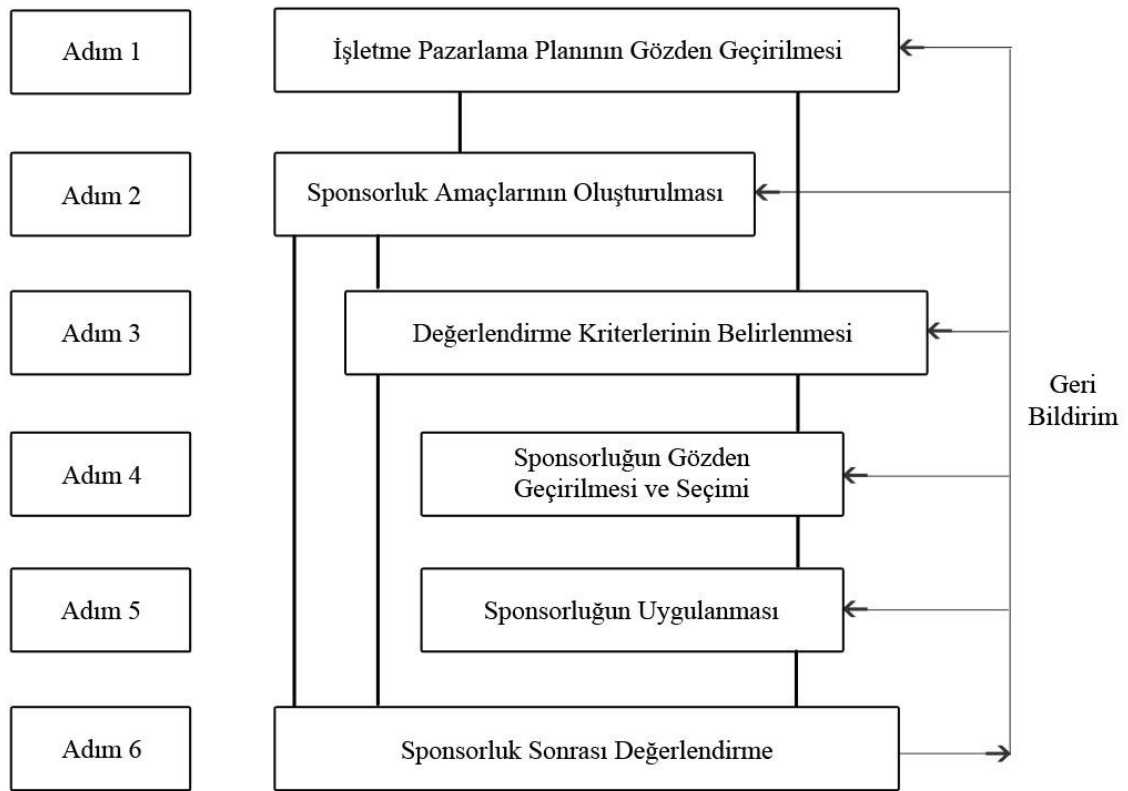 Adım 1
İşletme Pazarlama Planının Gözden Geçirilmesi
Adım 2
Sponsorluk Amaçlarının Oluşturulması
Adım 3
Değerlendirme Kriterlerinin Belirlenmesi
Geri
Bildirim
Adım 4
Sponsorluğun Gözden
Geçirilmesi ve Seçimi
Adım 5
Sponsorluğun Uygulanması
Adım 6
Sponsorluk Sonrası Değerlendirme